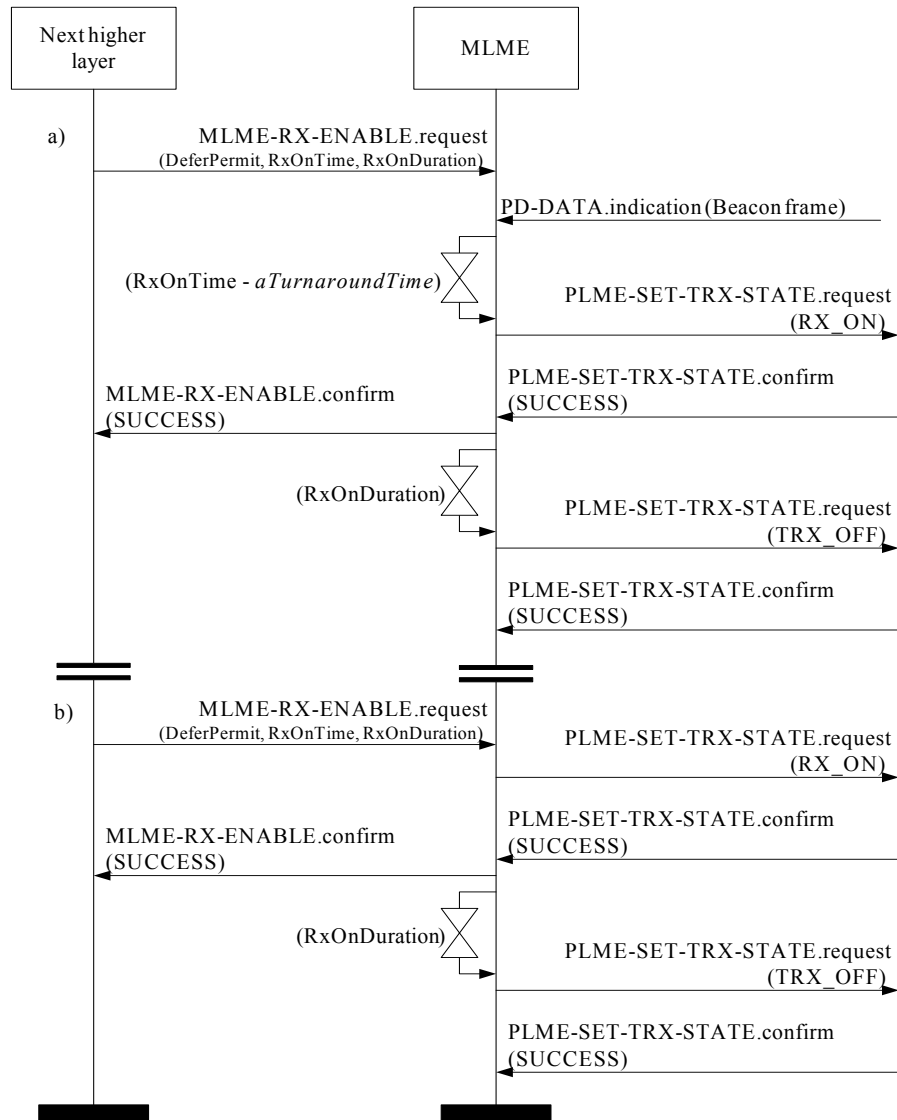 Next higher
layer
MLME
a)
MLME-RX-ENABLE.request
(DeferPermit, RxOnTime, RxOnDuration)
PD-DATA.indication (Beacon frame)
(RxOnTime - aTurnaroundTime)
PLME-SET-TRX-STATE.request
(RX_ON)
PLME-SET-TRX-STATE.confirm
(SUCCESS)
MLME-RX-ENABLE.confirm
(SUCCESS)
(RxOnDuration)
PLME-SET-TRX-STATE.request
(TRX_OFF)
PLME-SET-TRX-STATE.confirm
(SUCCESS)
b)
MLME-RX-ENABLE.request
(DeferPermit, RxOnTime, RxOnDuration)
PLME-SET-TRX-STATE.request
(RX_ON)
PLME-SET-TRX-STATE.confirm
(SUCCESS)
MLME-RX-ENABLE.confirm
(SUCCESS)
(RxOnDuration)
PLME-SET-TRX-STATE.request
(TRX_OFF)
PLME-SET-TRX-STATE.confirm
(SUCCESS)